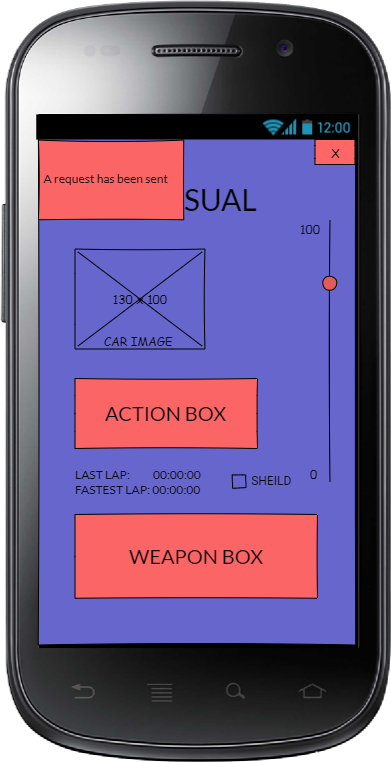 12:00
A request has been sent
X
SUAL
100
130 x 100
CAR IMAGE
ACTION BOX
LAST LAP: 00:00:00
FASTEST LAP: 00:00:00
SHEILD
0
WEAPON BOX